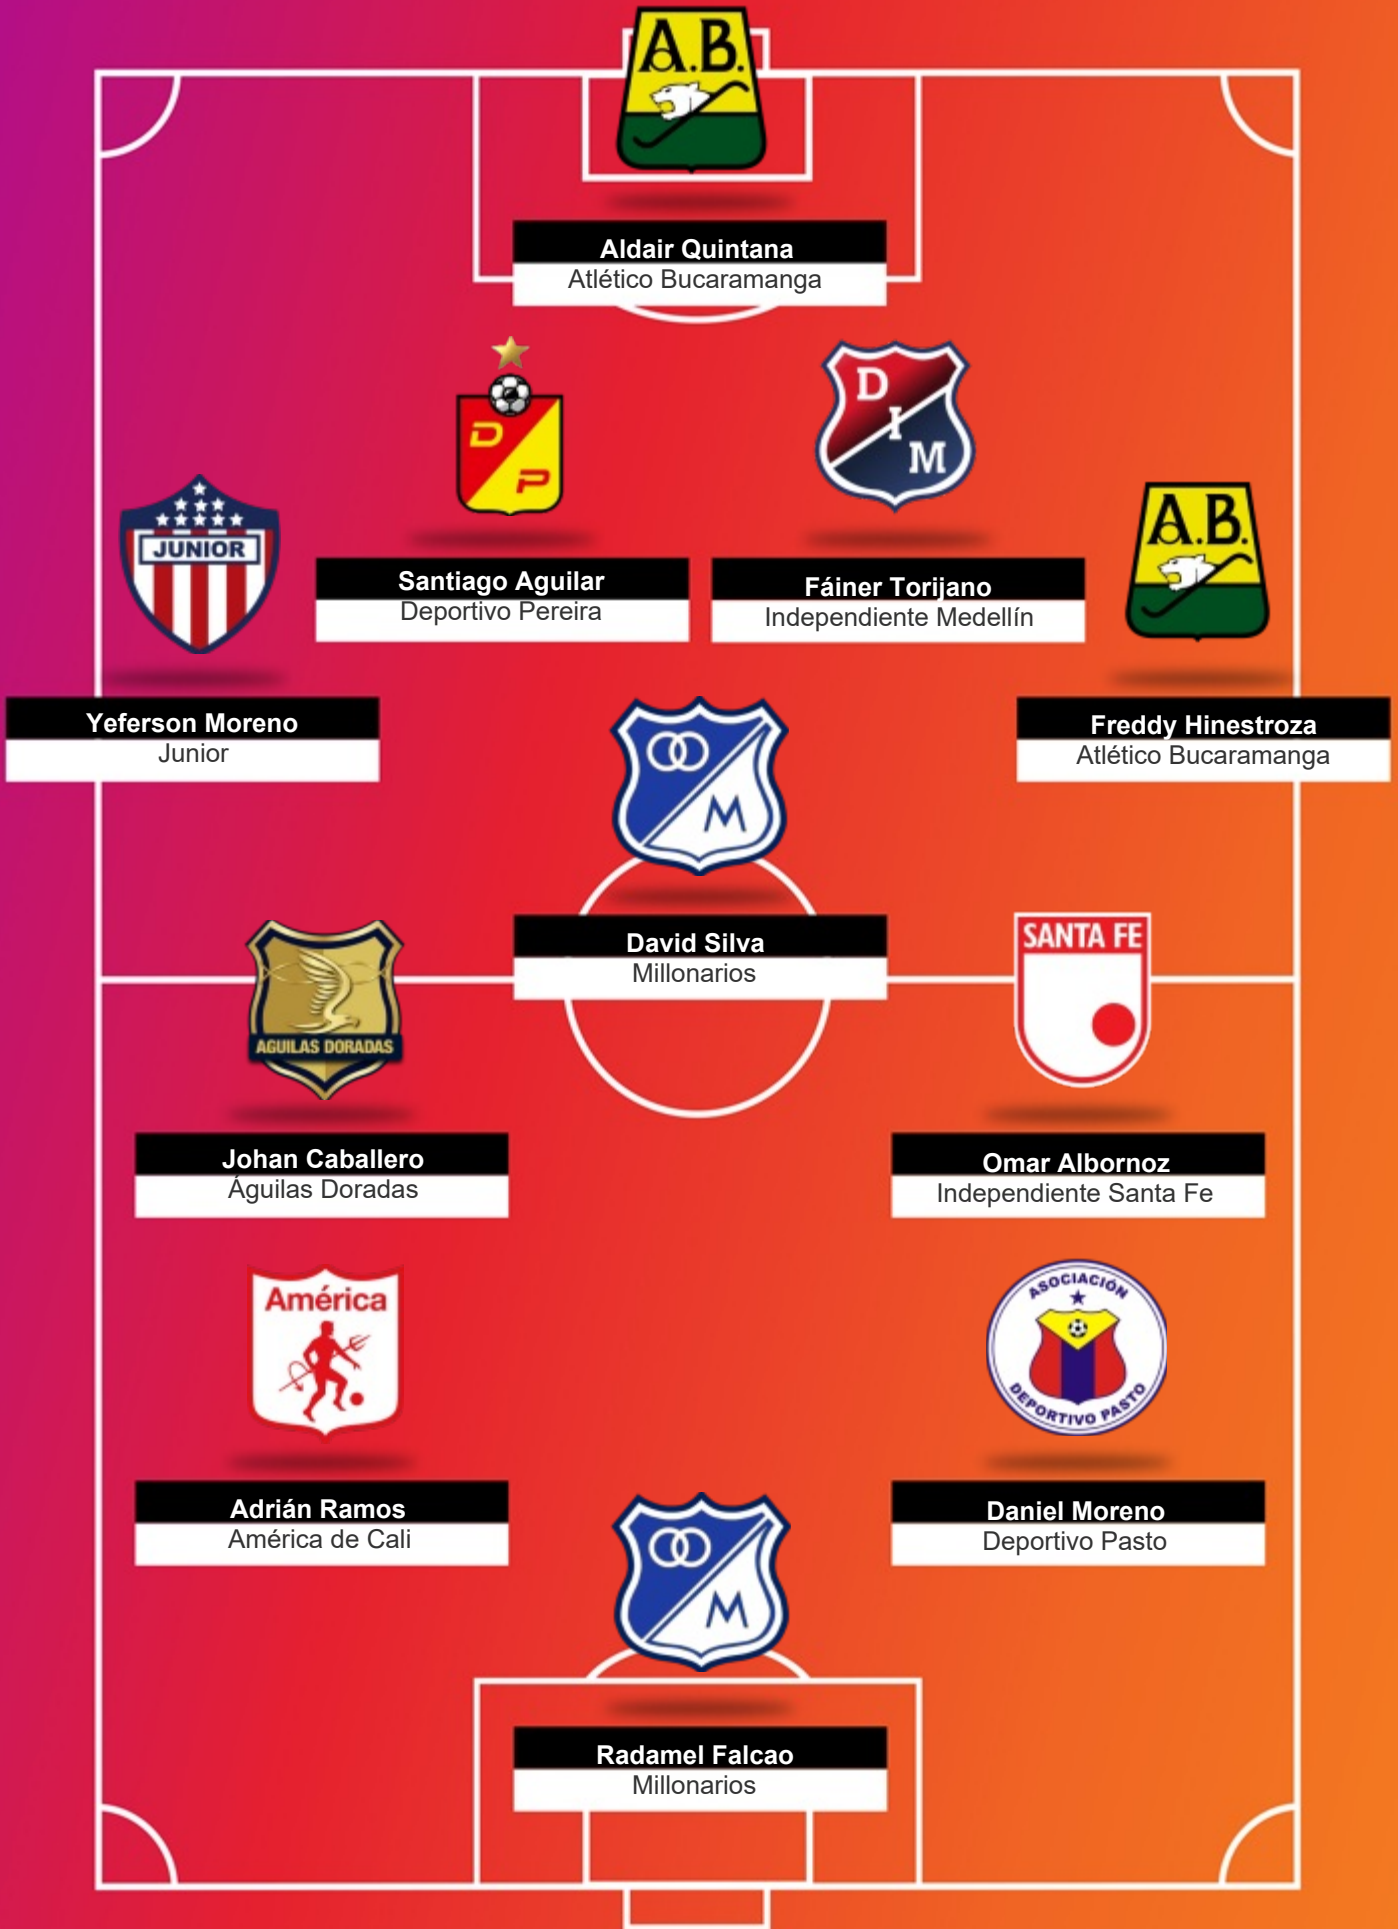 A.B.
Aldair Quintana
Atlético Bucaramanga
D
P
Santiago Aguilar
Deportivo Pereira
D
I
M
Fáiner Torijano
Independiente Medellín
JUNIOR
Yeferson Moreno
Junior
A.B.
Freddy Hinestroza
Atlético Bucaramanga
M
David Silva
Millonarios
AGUILAS DORADAS
Johan Caballero
Águilas Doradas
SANTA FE
Omar Albornoz
Independiente Santa Fe
América
Adrián Ramos
América de Cali
ASOCIACIÓN
DEPORTIVO PASTO
Daniel Moreno
Deportivo Pasto
M
Radamel Falcao
Millonarios